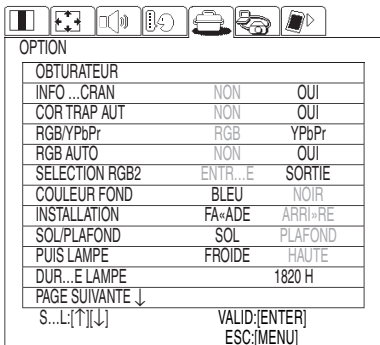 OPTION
OBTURATEUR
INFO ...CRAN NON OUI
COR TRAP AUT NON OUI
RGB/YPbPr RGB YPbPr
RGB AUTO NON OUI
SELECTION RGB2 ENTR...E SORTIE
COULEUR FOND BLEU NOIR
INSTALLATION FA«ADE ARRI»RE
SOL/PLAFOND SOL PLAFOND
PUIS LAMPE FROIDE HAUTE
DUR...E LAMPE 1820 H
PAGE SUIVANTE ↓
S...L:[↑][↓] VALID:[ENTER]
ESC:[MENU]